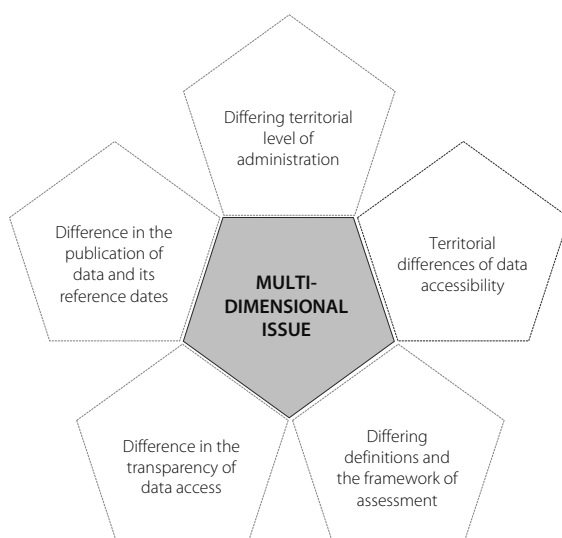 Differing territorial
level of
administration
Difference in the
publication of
data and its
reference dates
Territorial
differences of data
accessibility
MULTI-
DIMENSIONAL
ISSUE
Difference in the
transparency of
data access
Differing
definitions and
the framework of
assessment